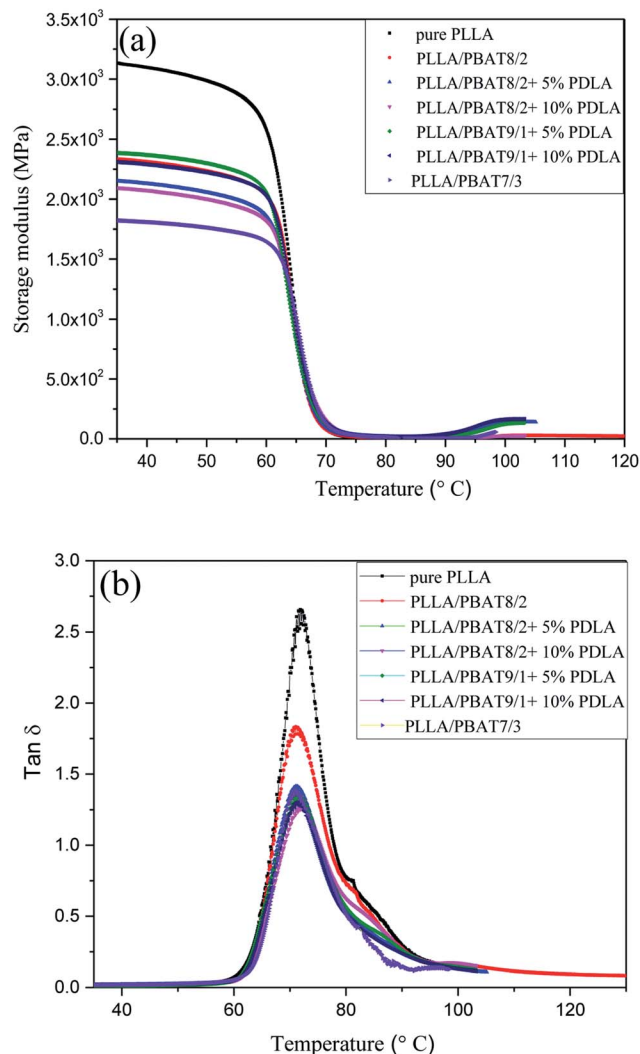 (a)
pure PLLA
PLLA/PBAT8/2
PLLA/PBAT8/2+ 5% PDLA
PLLA/PBAT8/2+ 10% PDLA
PLLA/PBAT9/1+ 5% PDLA
PLLA/PBAT9/1+ 10% PDLA
PLLA/PBAT7/3
Storage modulus (MPa)
3.5x10³
3.0x10³
2.5x10³
2.0x10³
1.5x10³
1.0x10³
5.0x10²
0.0
40 50 60 70 80 90 100 110 120
Temperature (° C)
(b)
pure PLLA
PLLA/PBAT8/2
PLLA/PBAT8/2+ 5% PDLA
PLLA/PBAT8/2+ 10% PDLA
PLLA/PBAT9/1+ 5% PDLA
PLLA/PBAT9/1+ 10% PDLA
PLLA/PBAT7/3
Tan δ
3.0
2.5
2.0
1.5
1.0
0.5
0.0
40 60 80 100 120
Temperature (° C)